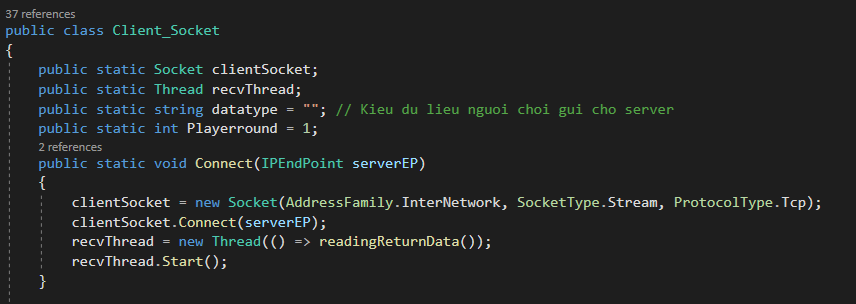 37 references
public class Client_Socket
{
public static Socket clientSocket;
public static Thread recvThread;
public static string datatype = ""; // Kieu du lieu nguoi choi gui cho server
public static int Playerround = 1;
2 references
public static void Connect(IPEndPoint serverEP)
{
clientSocket = new Socket(AddressFamily.InterNetwork, SocketType.Stream, ProtocolType.Tcp);
clientSocket.Connect(serverEP);
recvThread = new Thread(() => readingReturnData());
recvThread.Start();
}